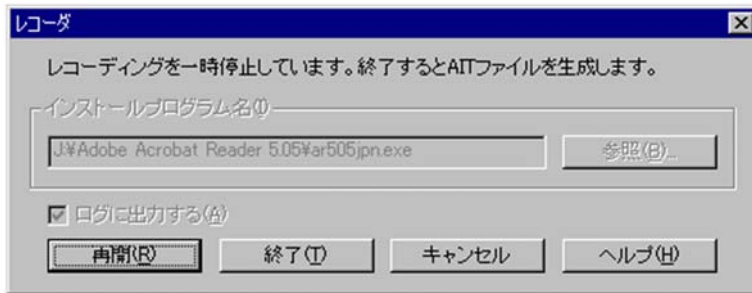 レコーダ
レコーディングを一時停止しています。終了するとAITファイルを生成します。
インストールプログラム名(I)
J:¥Adobe Acrobat Reader 5.05¥ar505jpn.exe
参照(B)...
ログに出力する(A)
再開(R)
終了(T)
キャンセル
ヘルプ(H)